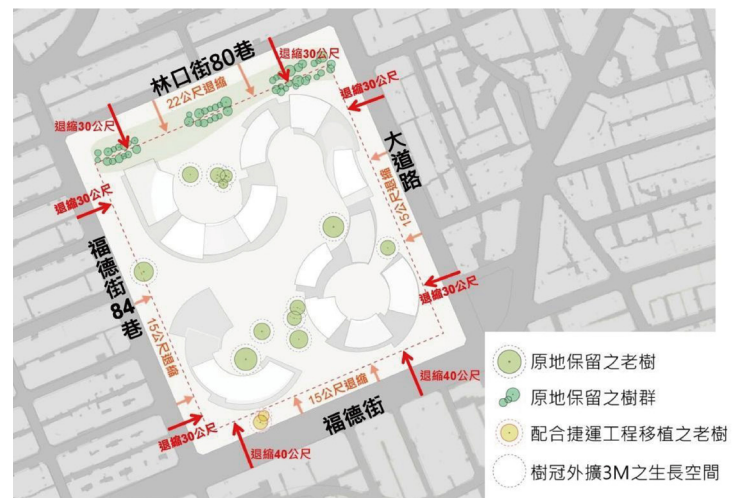 林口街80巷
退縮30公尺
22公尺退縮
退縮30公尺
退縮30公尺
大道路
退縮30公尺
15公尺退縮
福德街84巷
退縮30公尺
15公尺退縮
退縮40公尺
15公尺退縮
福德街
退縮30公尺
退縮40公尺
原地保留之老樹
原地保留之樹群
配合捷運工程移植之老樹
樹冠外擴3M之生長空間